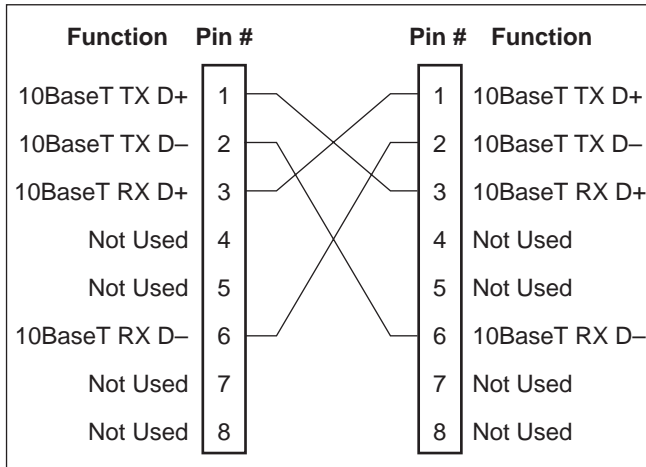 Function Pin # Pin # Function
10BaseT TX D+ 1 1 10BaseT TX D+
10BaseT TX D– 2 2 10BaseT TX D–
10BaseT RX D+ 3 3 10BaseT RX D+
Not Used 4 4 Not Used
Not Used 5 5 Not Used
10BaseT RX D– 6 6 10BaseT RX D–
Not Used 7 7 Not Used
Not Used 8 8 Not Used